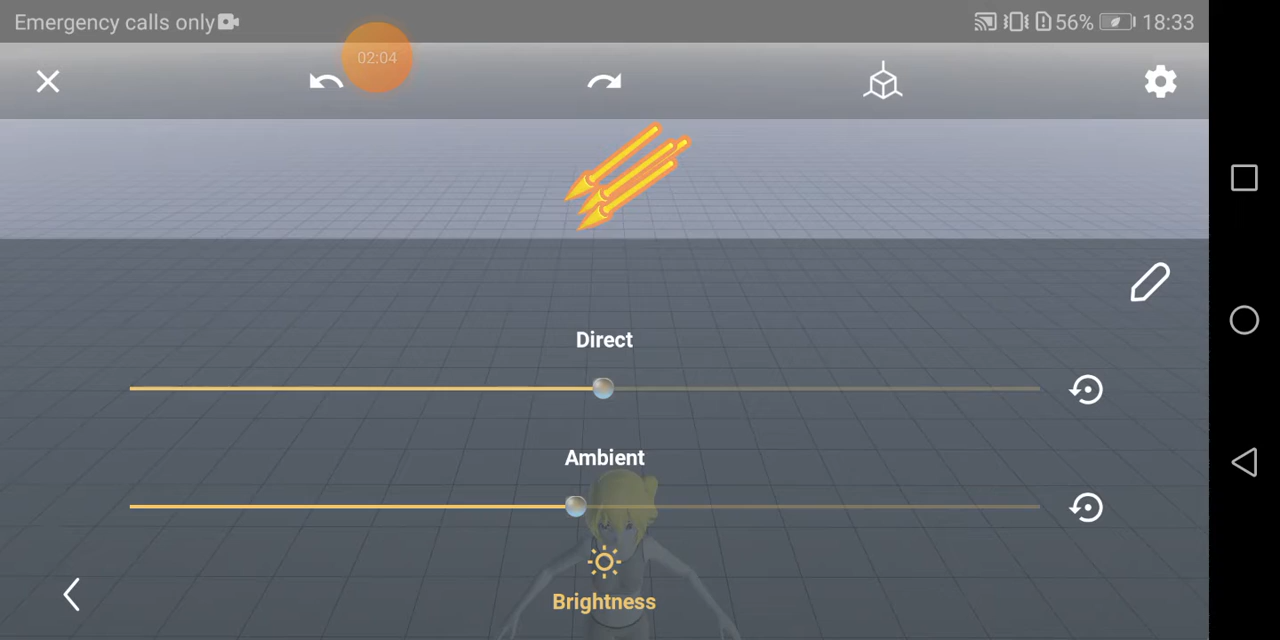 Emergency calls only
56%
18:33
02:04
Direct
Ambient
Brightness